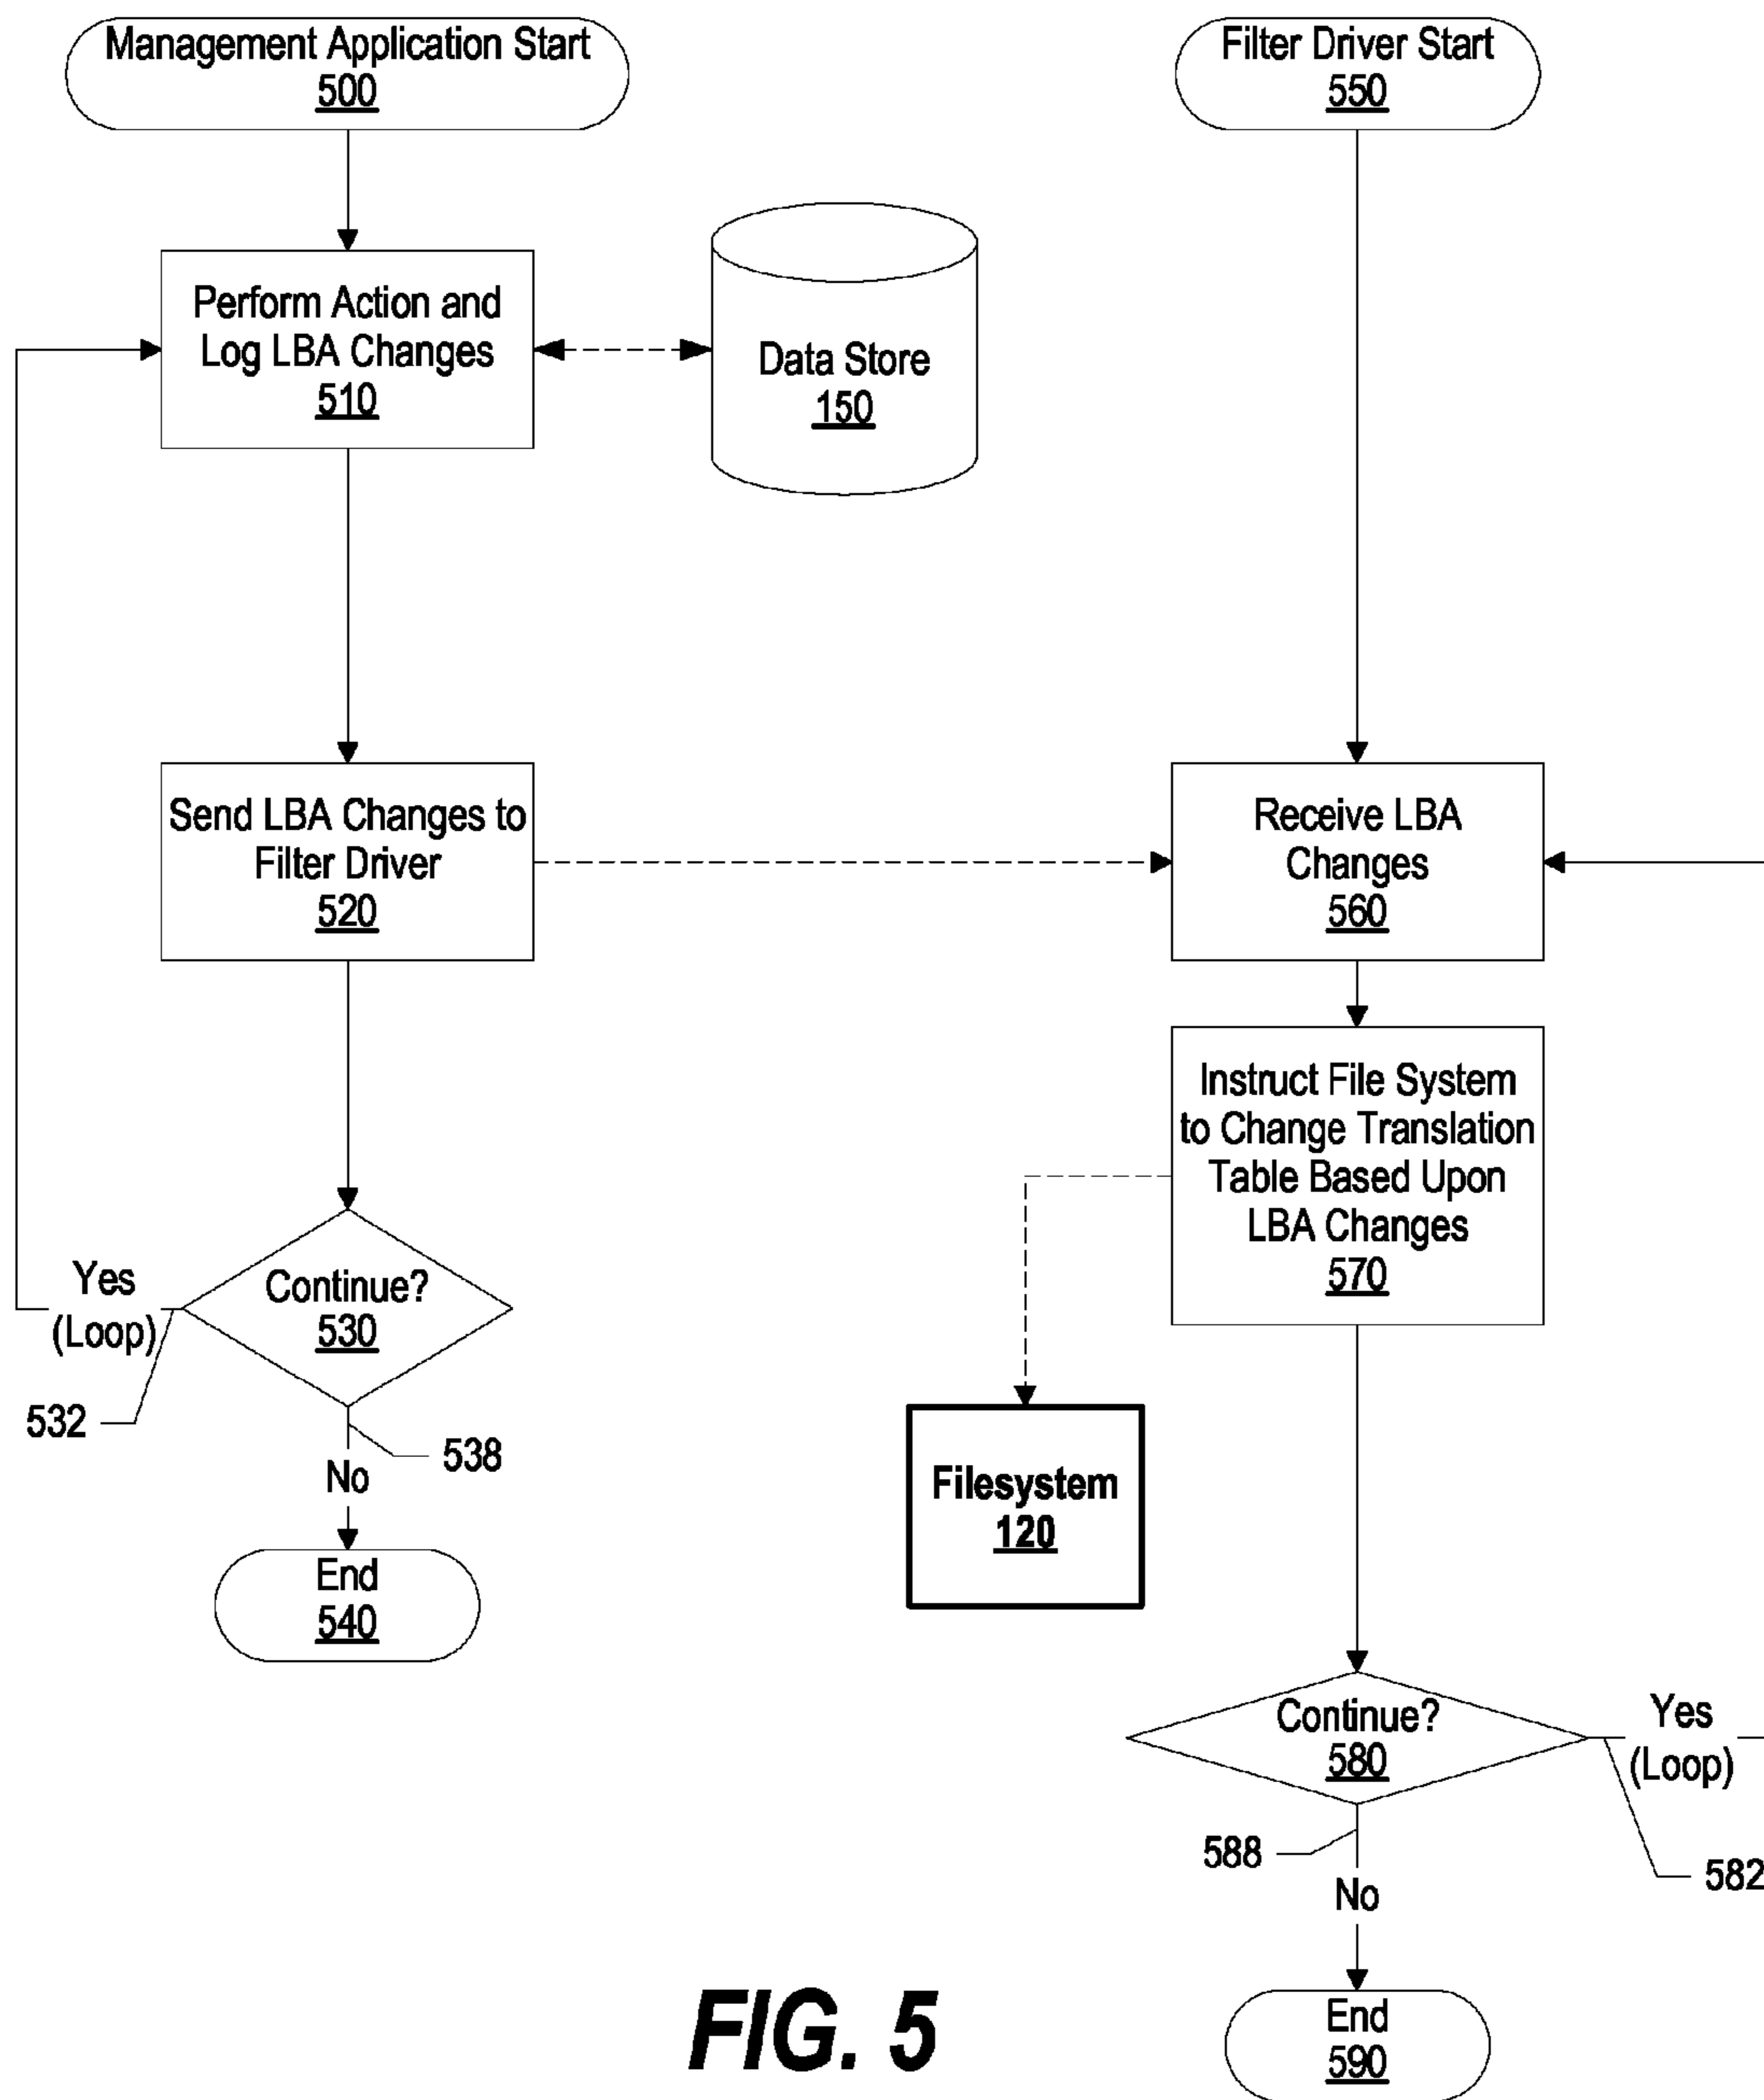 Management Application Start
500
Perform Action and
Log LBA Changes
510
Data Store
150
Send LBA Changes to
Filter Driver
520
Continue?
530
Yes
(Loop)
532
538
No
End
540
Filter Driver Start
550
Receive LBA
Changes
560
Instruct File System
to Change Translation
Table Based Upon
LBA Changes
570
Filesystem
120
Continue?
580
Yes
(Loop)
582
588
No
End
590
FIG. 5